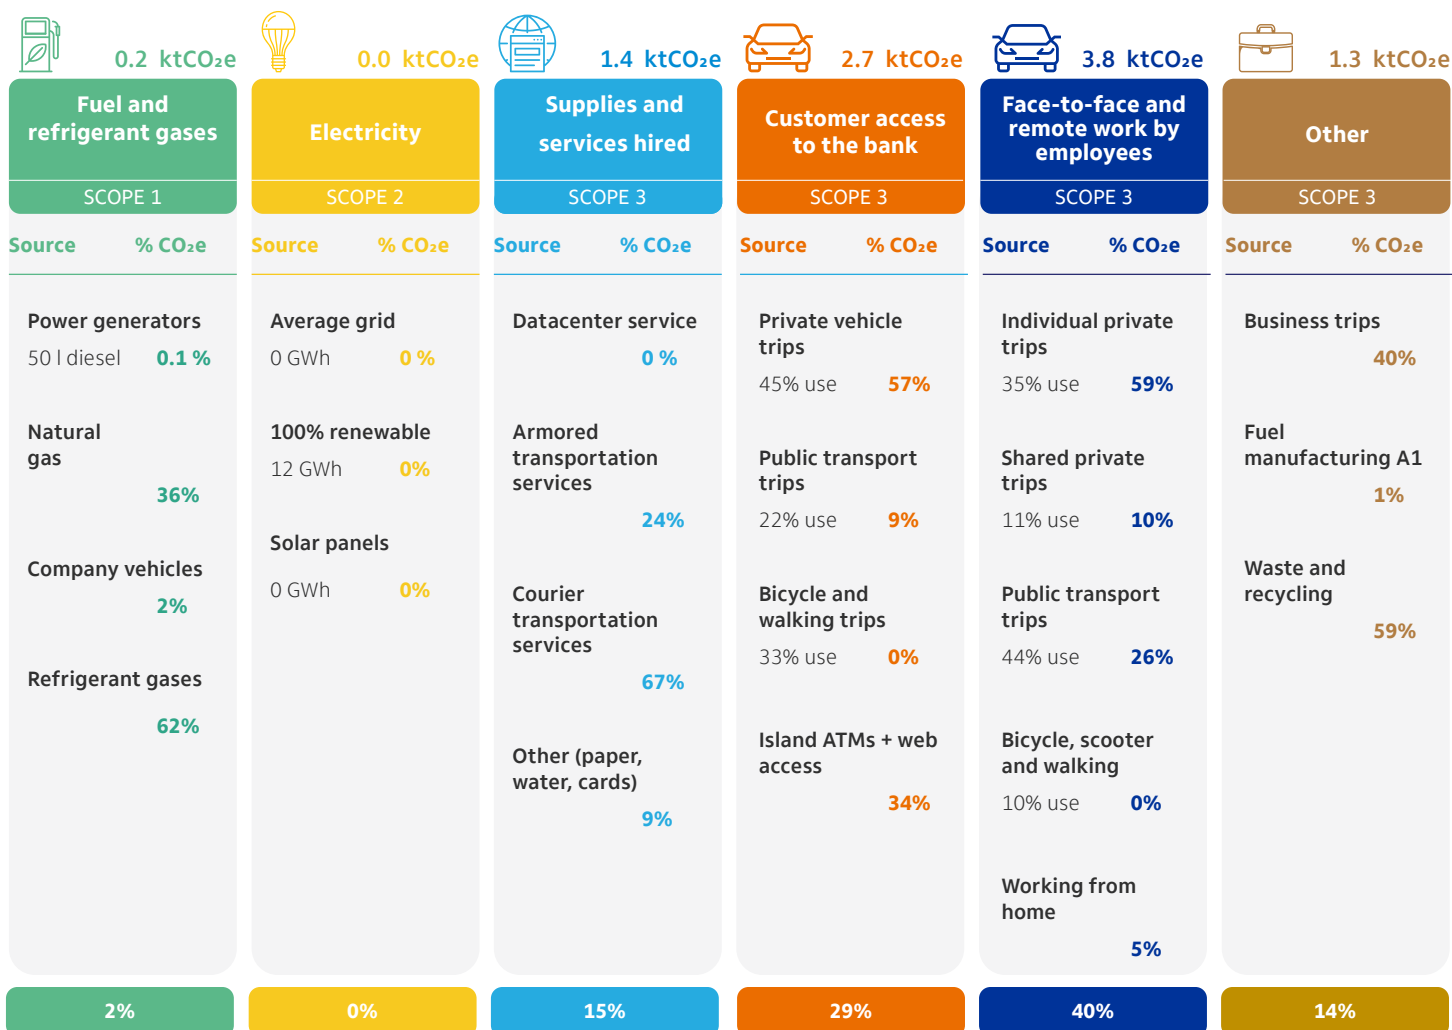 0.2 ktCO₂e
Fuel and
refrigerant gases
SCOPE 1
Source % CO₂e
Power generators
50 l diesel 0.1 %
Natural
gas
36%
Company vehicles
2%
Refrigerant gases
62%
2%
0.0 ktCO₂e
Electricity
SCOPE 2
Source % CO₂e
Average grid
0 GWh 0 %
100% renewable
12 GWh 0%
Solar panels
0 GWh 0%
0%
1.4 ktCO₂e
Supplies and
services hired
SCOPE 3
Source % CO₂e
Datacenter service
0 %
Armored
transportation
services
24%
Courier
transportation
services
67%
Other (paper,
water, cards)
9%
15%
2.7 ktCO₂e
Customer access
to the bank
SCOPE 3
Source % CO₂e
Private vehicle
trips
45% use 57%
Public transport
trips
22% use 9%
Bicycle and
walking trips
33% use 0%
Island ATMs + web
access
34%
29%
3.8 ktCO₂e
Face-to-face and
remote work by
employees
SCOPE 3
Source % CO₂e
Individual private
trips
35% use 59%
Shared private
trips
11% use 10%
Public transport
trips
44% use 26%
Bicycle, scooter
and walking
10% use 0%
Working from
home
5%
40%
1.3 ktCO₂e
Other
SCOPE 3
Source % CO₂e
Business trips
40%
Fuel
manufacturing A1
1%
Waste and
recycling
59%
14%